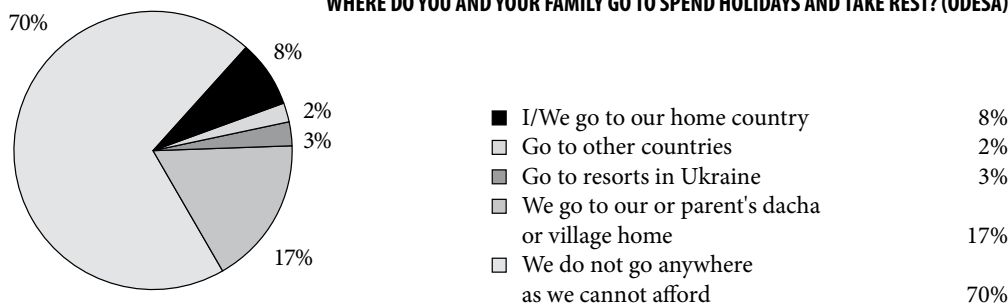 WHERE DO YOU AND YOUR FAMILY GO TO SPEND HOLIDAYS AND TAKE REST? (ODESA)
70%
8%
2%
3%
17%
I/We go to our home country 8%
Go to other countries 2%
Go to resorts in Ukraine 3%
We go to our or parent's dacha
or village home 17%
We do not go anywhere
as we cannot afford 70%